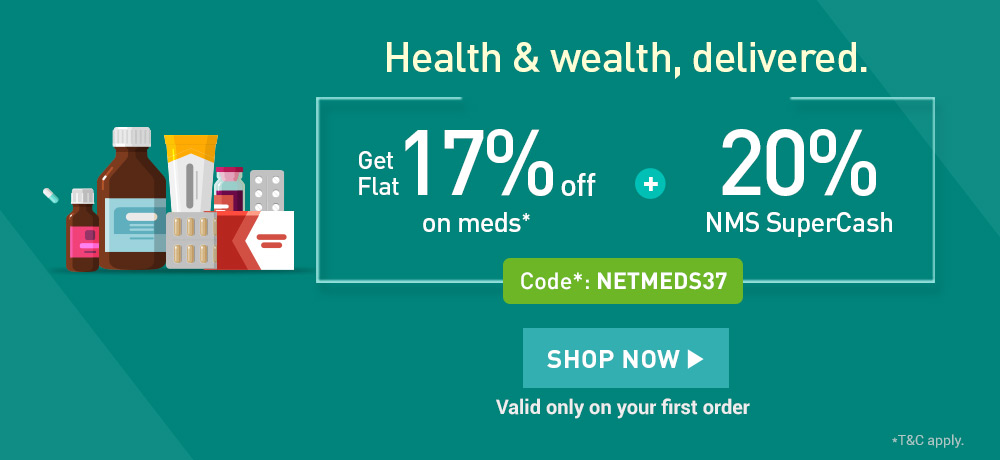 Health & wealth, delivered.
Get Flat 17% off
on meds*
+
20%
NMS SuperCash
Code*: NETMEDS37
SHOP NOW ▶
Valid only on your first order
*T&C apply.